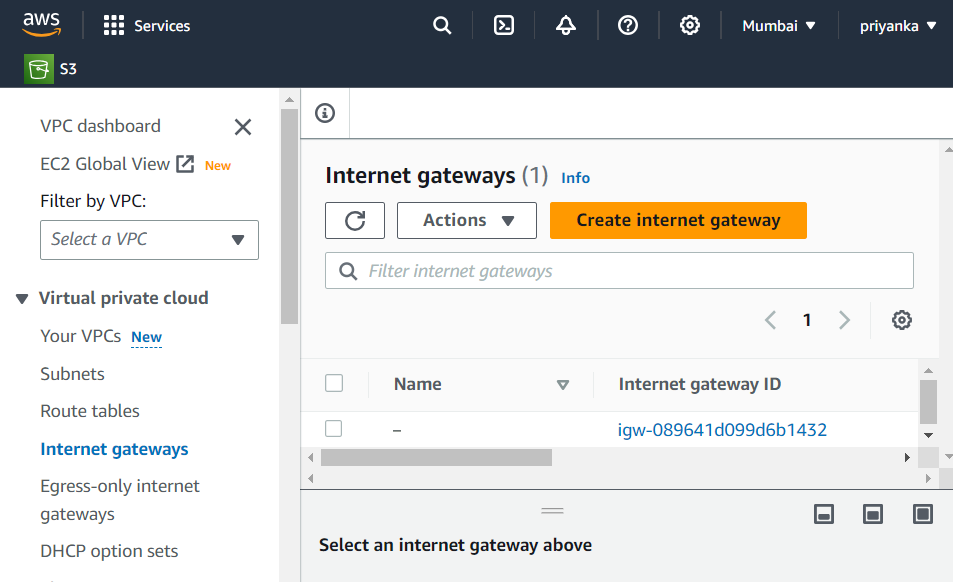 aws
Services
Mumbai
priyanka
S3
VPC dashboard
EC2 Global View New
Filter by VPC:
Select a VPC
Virtual private cloud
Your VPCs New
Subnets
Route tables
Internet gateways
Egress-only internet
gateways
DHCP option sets
Internet gateways (1) Info
Actions
Create internet gateway
Filter internet gateways
1
Name
Internet gateway ID
–
igw-089641d099d6b1432
Select an internet gateway above